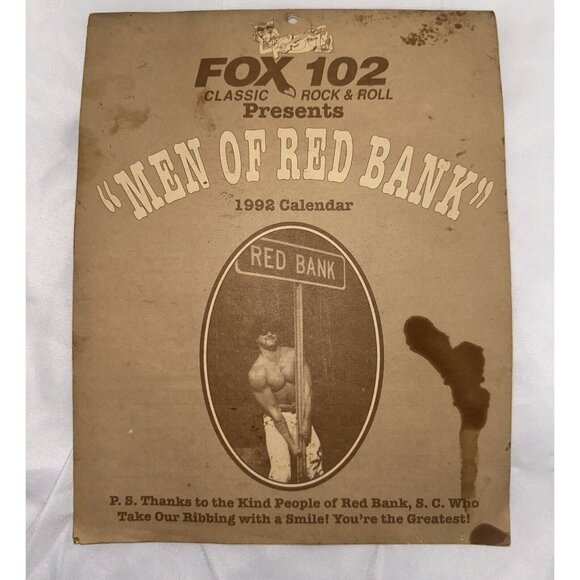 FOX 102
CLASSIC ROCK & ROLL
Presents
"MEN OF RED BANK"
1992 Calendar
RED BANK
P. S. Thanks to the Kind People of Red Bank, S. C. Who
Take Our Ribbing with a Smile! You're the Greatest!